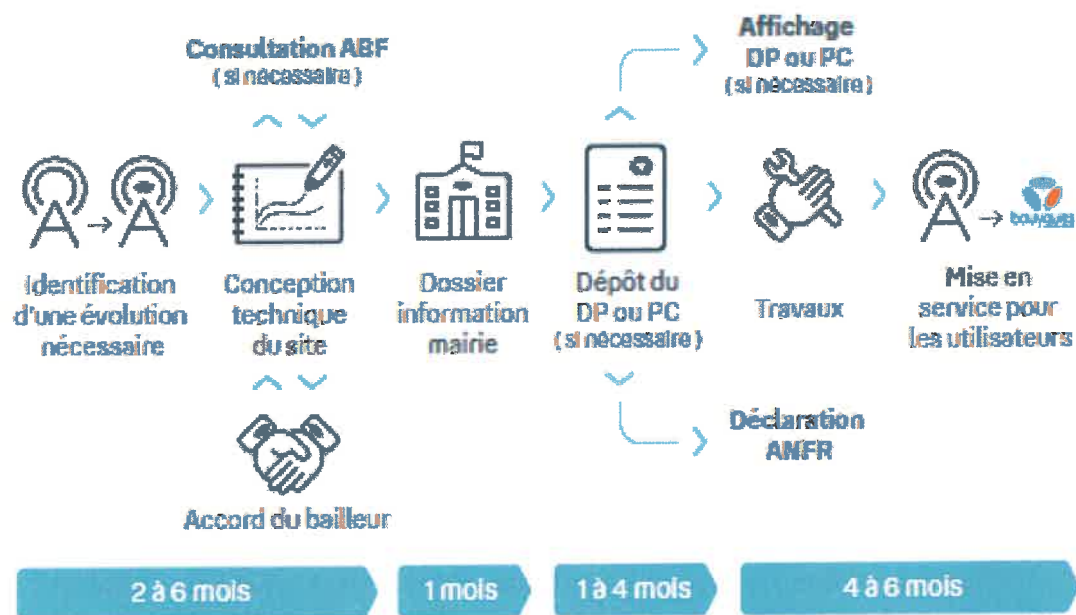 Consultation ABF
(si nécessaire)
Affichage
DP ou PC
(si nécessaire)
Identification
d'une évolution
nécessaire
Conception
technique
du site
Dossier
information
mairie
Dépôt du
DP ou PC
(si nécessaire)
Travaux
bouygues
Mise en
service pour
les utilisateurs
Accord du bailleur
Déclaration
ANFR
2 à 6 mois
1 mois
1 à 4 mois
4 à 6 mois